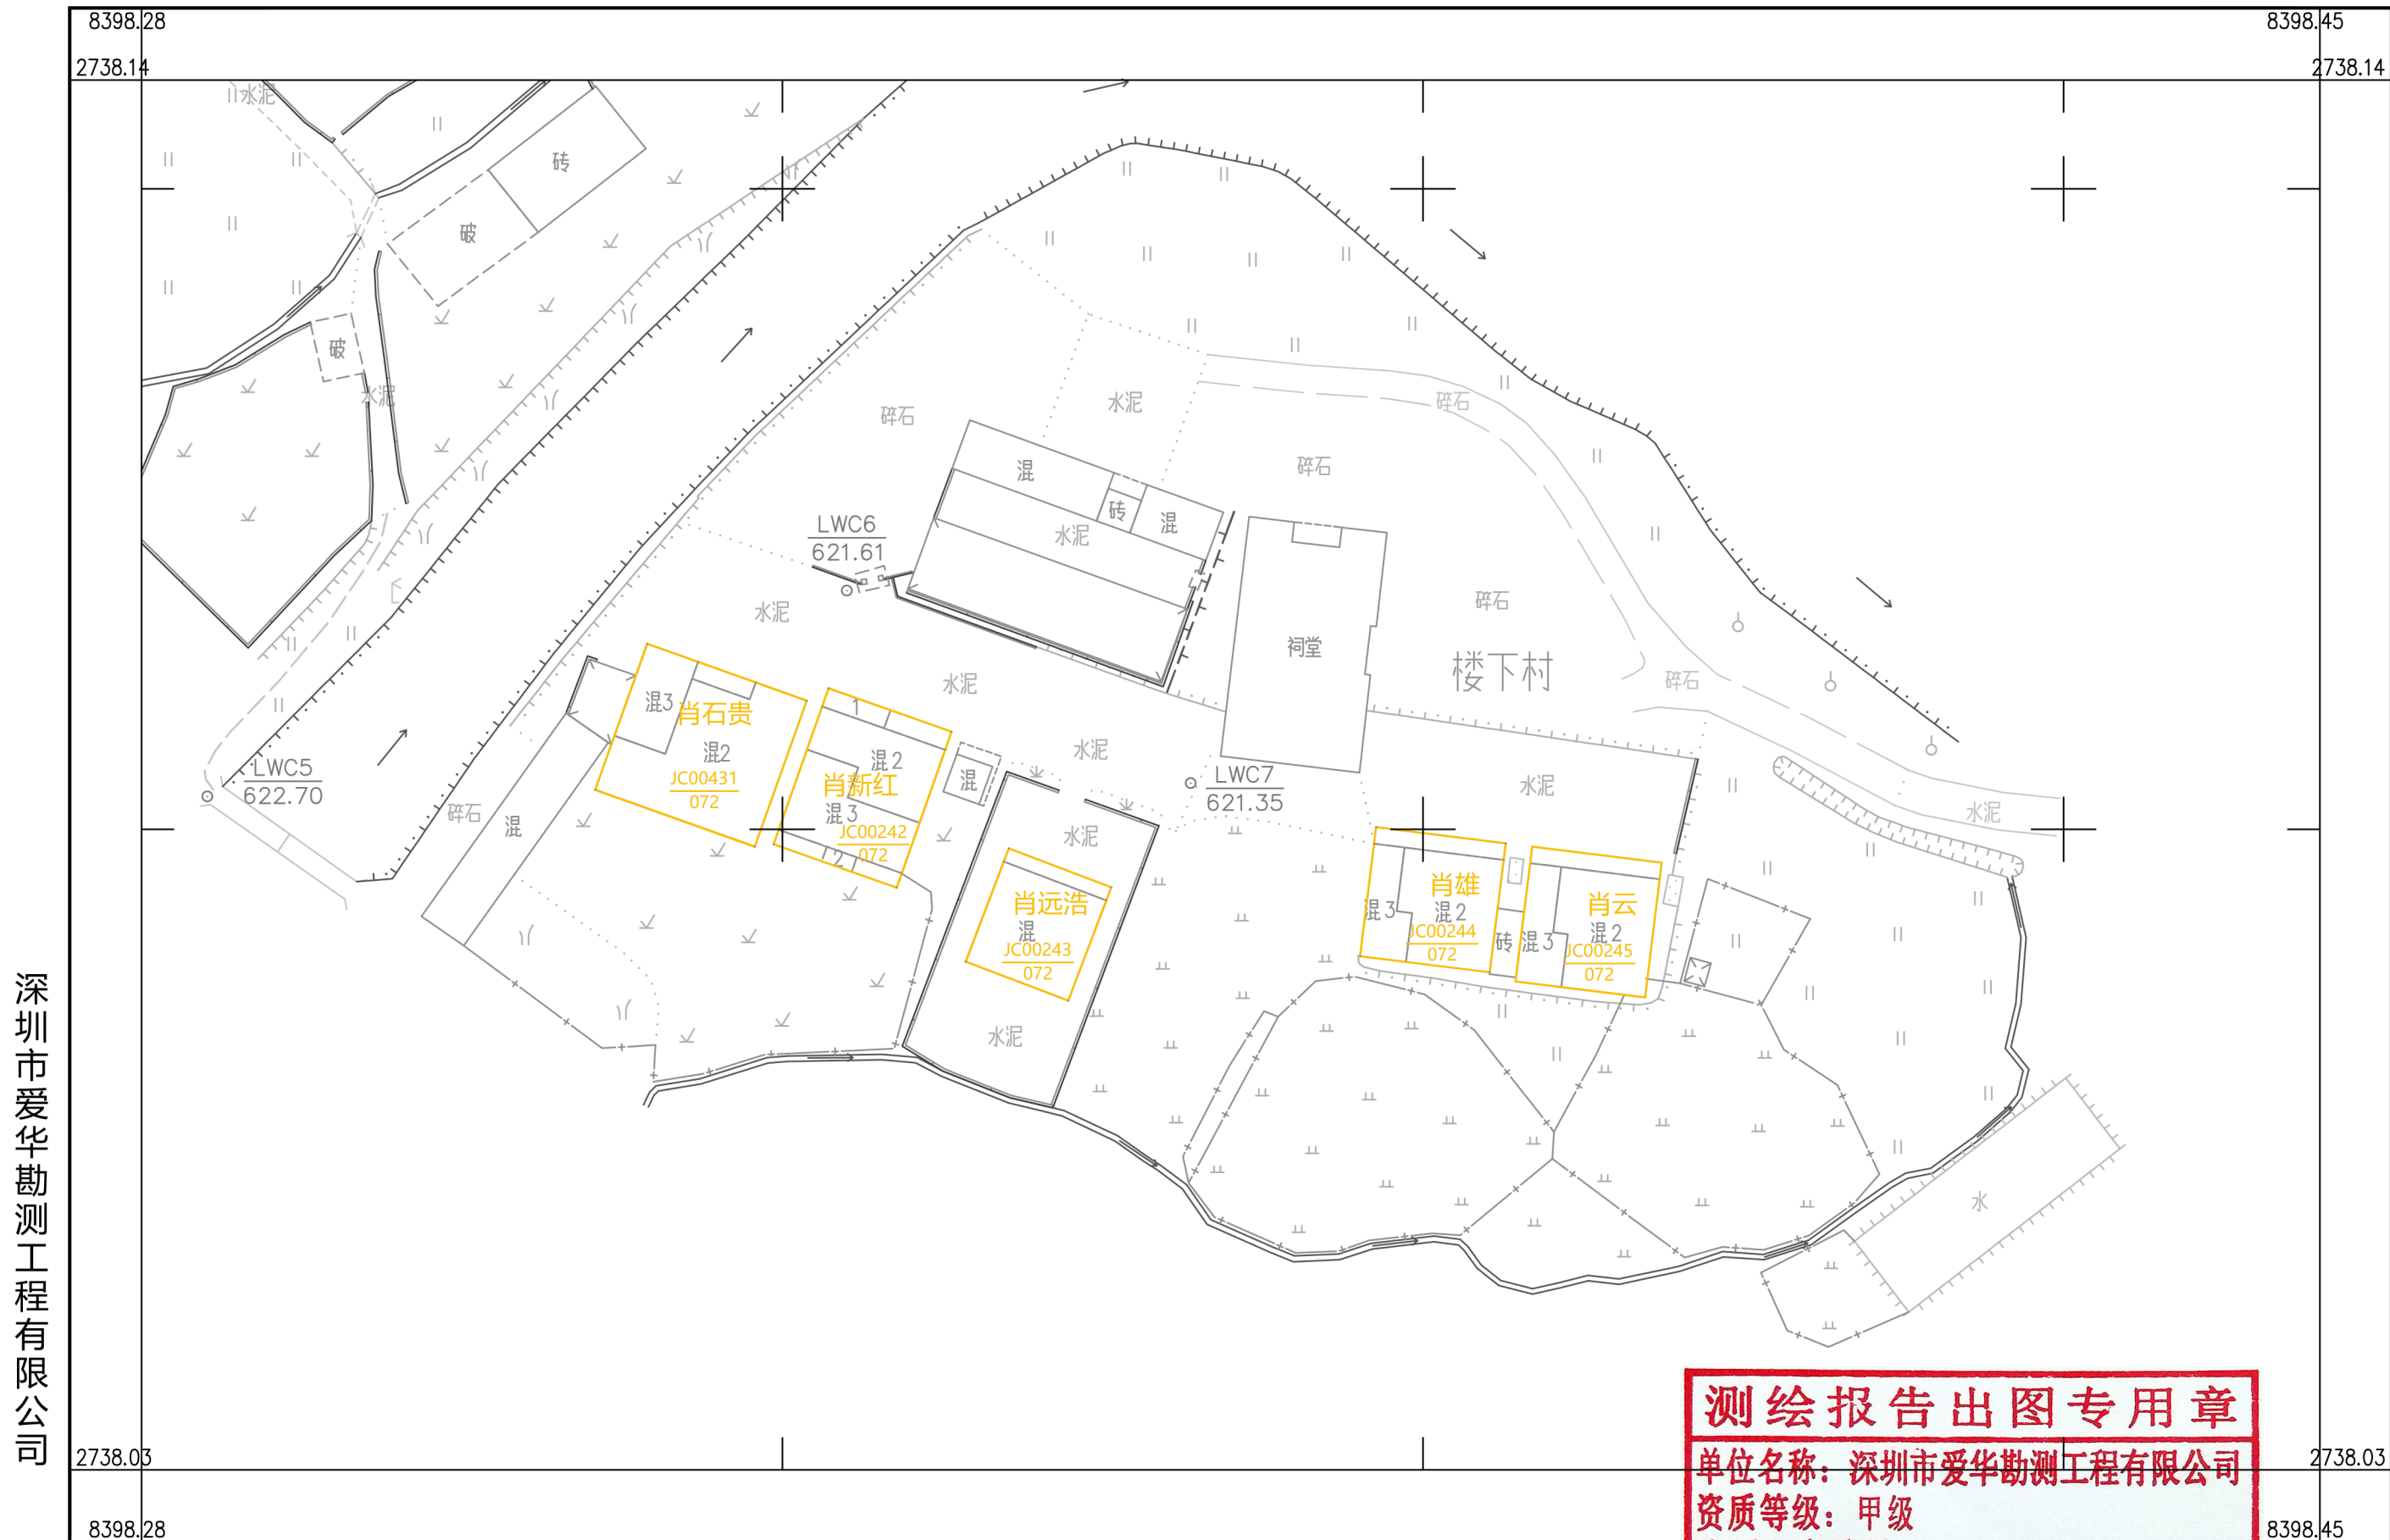 8398.28
8398.45
2738.14
2738.14
水泥
砖
破
破
水泥
碎石
水泥
碎石
碎石
混
砖
混
水泥
LWC6
621.61
水泥
碎石
祠堂
楼下村
碎石
水泥
混3
肖石贵
混2
JC00431
072
1
混2
肖新红
混3
JC00242
072
2
混
水泥
LWC7
621.35
水泥
水泥
LWC5
622.70
碎石
混
水泥
肖远浩
混
JC00243
072
水泥
混3
肖雄
混2
JC00244
072
砖
混3
肖云
混2
JC00245
072
水
深圳市爱华勘测工程有限公司
测绘报告出图专用章
单位名称：深圳市爱华勘测工程有限公司
资质等级：甲级
2738.03
2738.03
8398.28
8398.45